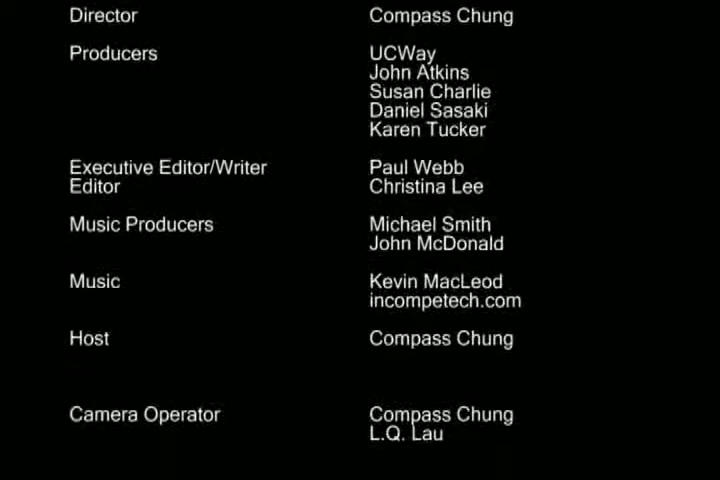 Director Compass Chung
Producers UCWay
John Atkins
Susan Charlie
Daniel Sasaki
Karen Tucker
Executive Editor/Writer Paul Webb
Editor Christina Lee
Music Producers Michael Smith
John McDonald
Music Kevin MacLeod
incompetech.com
Host Compass Chung
Camera Operator Compass Chung
L.Q. Lau